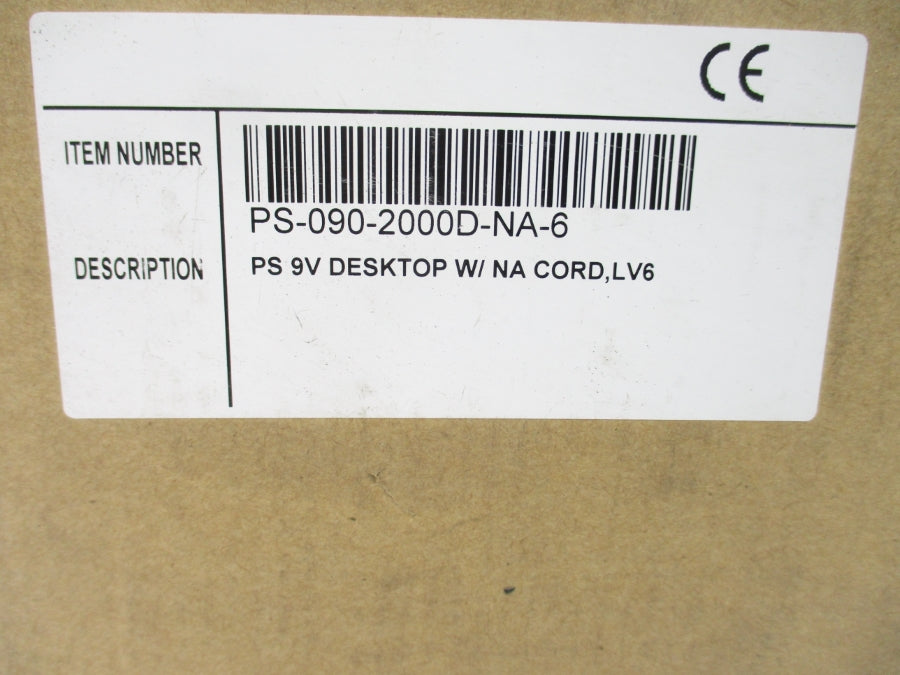 CE
ITEM NUMBER
PS-090-2000D-NA-6
DESCRIPTION
PS 9V DESKTOP W/ NA CORD,LV6